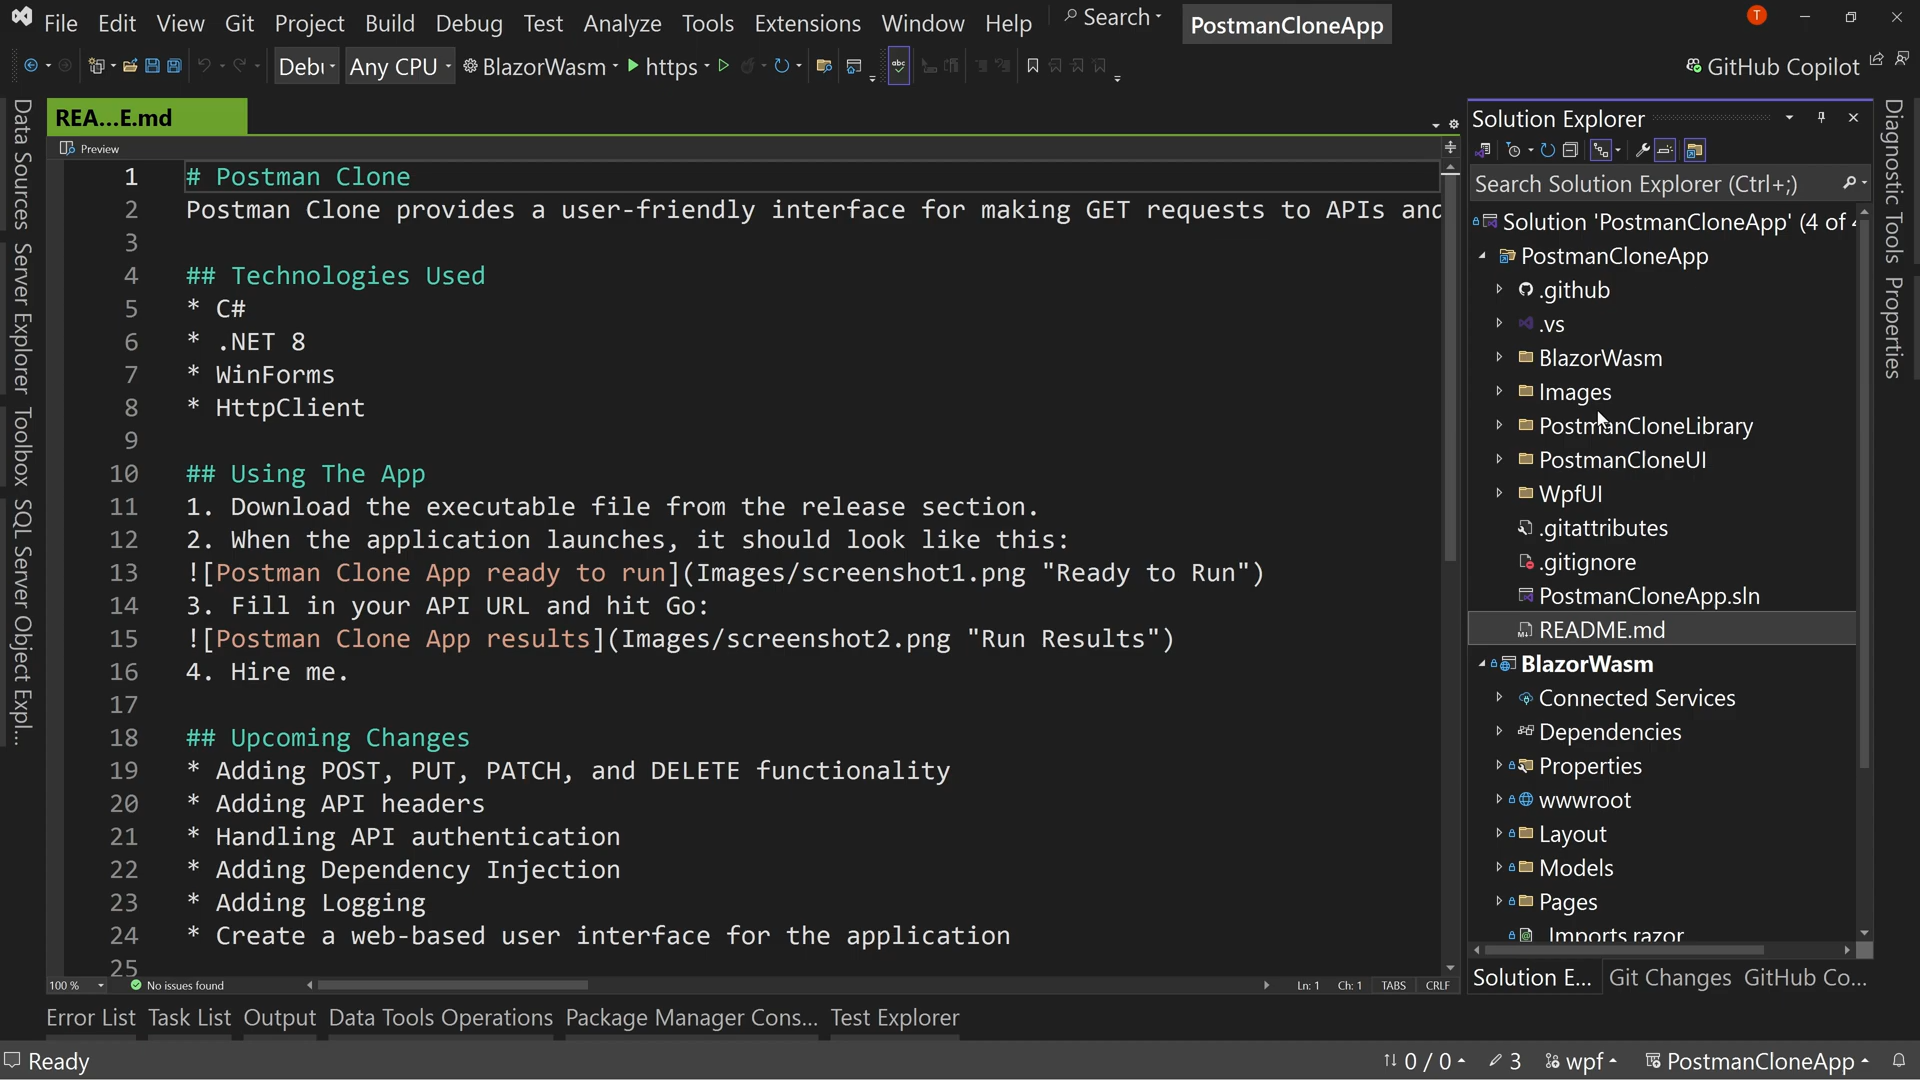 File Edit View Git Project Build Debug Test Analyze Tools Extensions Window Help Search PostmanCloneApp T
Debu Any CPU BlazorWasm https abc GitHub Copilot
Data Sources
Server Explorer
Toolbox
SQL Server Object Expl...
REA...E.md
Preview
1 # Postman Clone
2 Postman Clone provides a user-friendly interface for making GET requests to APIs and
3
4 ## Technologies Used
5 * C#
6 * .NET 8
7 * WinForms
8 * HttpClient
9
10 ## Using The App
11 1. Download the executable file from the release section.
12 2. When the application launches, it should look like this:
13 ![Postman Clone App ready to run](Images/screenshot1.png "Ready to Run")
14 3. Fill in your API URL and hit Go:
15 ![Postman Clone App results](Images/screenshot2.png "Run Results")
16 4. Hire me.
17
18 ## Upcoming Changes
19 * Adding POST, PUT, PATCH, and DELETE functionality
20 * Adding API headers
21 * Handling API authentication
22 * Adding Dependency Injection
23 * Adding Logging
24 * Create a web-based user interface for the application
25
100 % No issues found Ln: 1 Ch: 1 TABS CRLF
Solution Explorer
Search Solution Explorer (Ctrl+;)
Solution 'PostmanCloneApp' (4 of 4
PostmanCloneApp
.github
.vs
BlazorWasm
Images
PostmanCloneLibrary
PostmanCloneUI
WpfUI
.gitattributes
.gitignore
PostmanCloneApp.sln
README.md
BlazorWasm
Connected Services
Dependencies
Properties
wwwroot
Layout
Models
Pages
_Imports.razor
Solution E... Git Changes GitHub Co...
Diagnostic Tools
Properties
Error List Task List Output Data Tools Operations Package Manager Cons... Test Explorer
Ready 0 / 0 3 wpf PostmanCloneApp